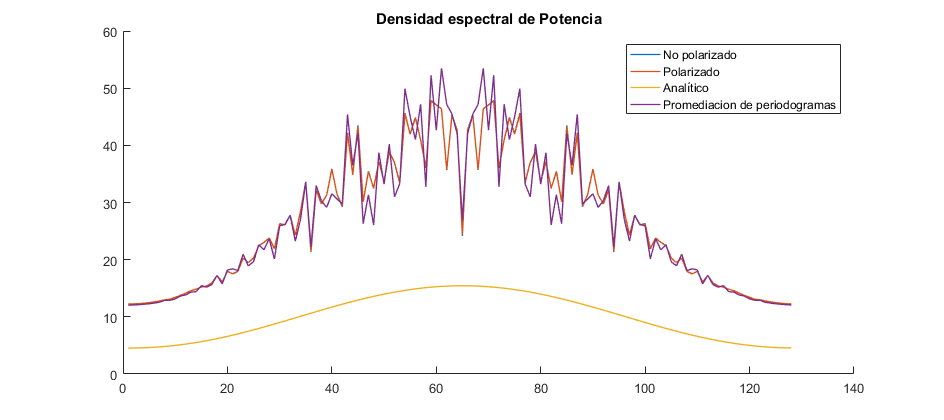 Densidad espectral de Potencia
60
50
40
30
20
10
0
0 20 40 60 80 100 120 140
No polarizado
Polarizado
Analítico
Promediacion de periodogramas